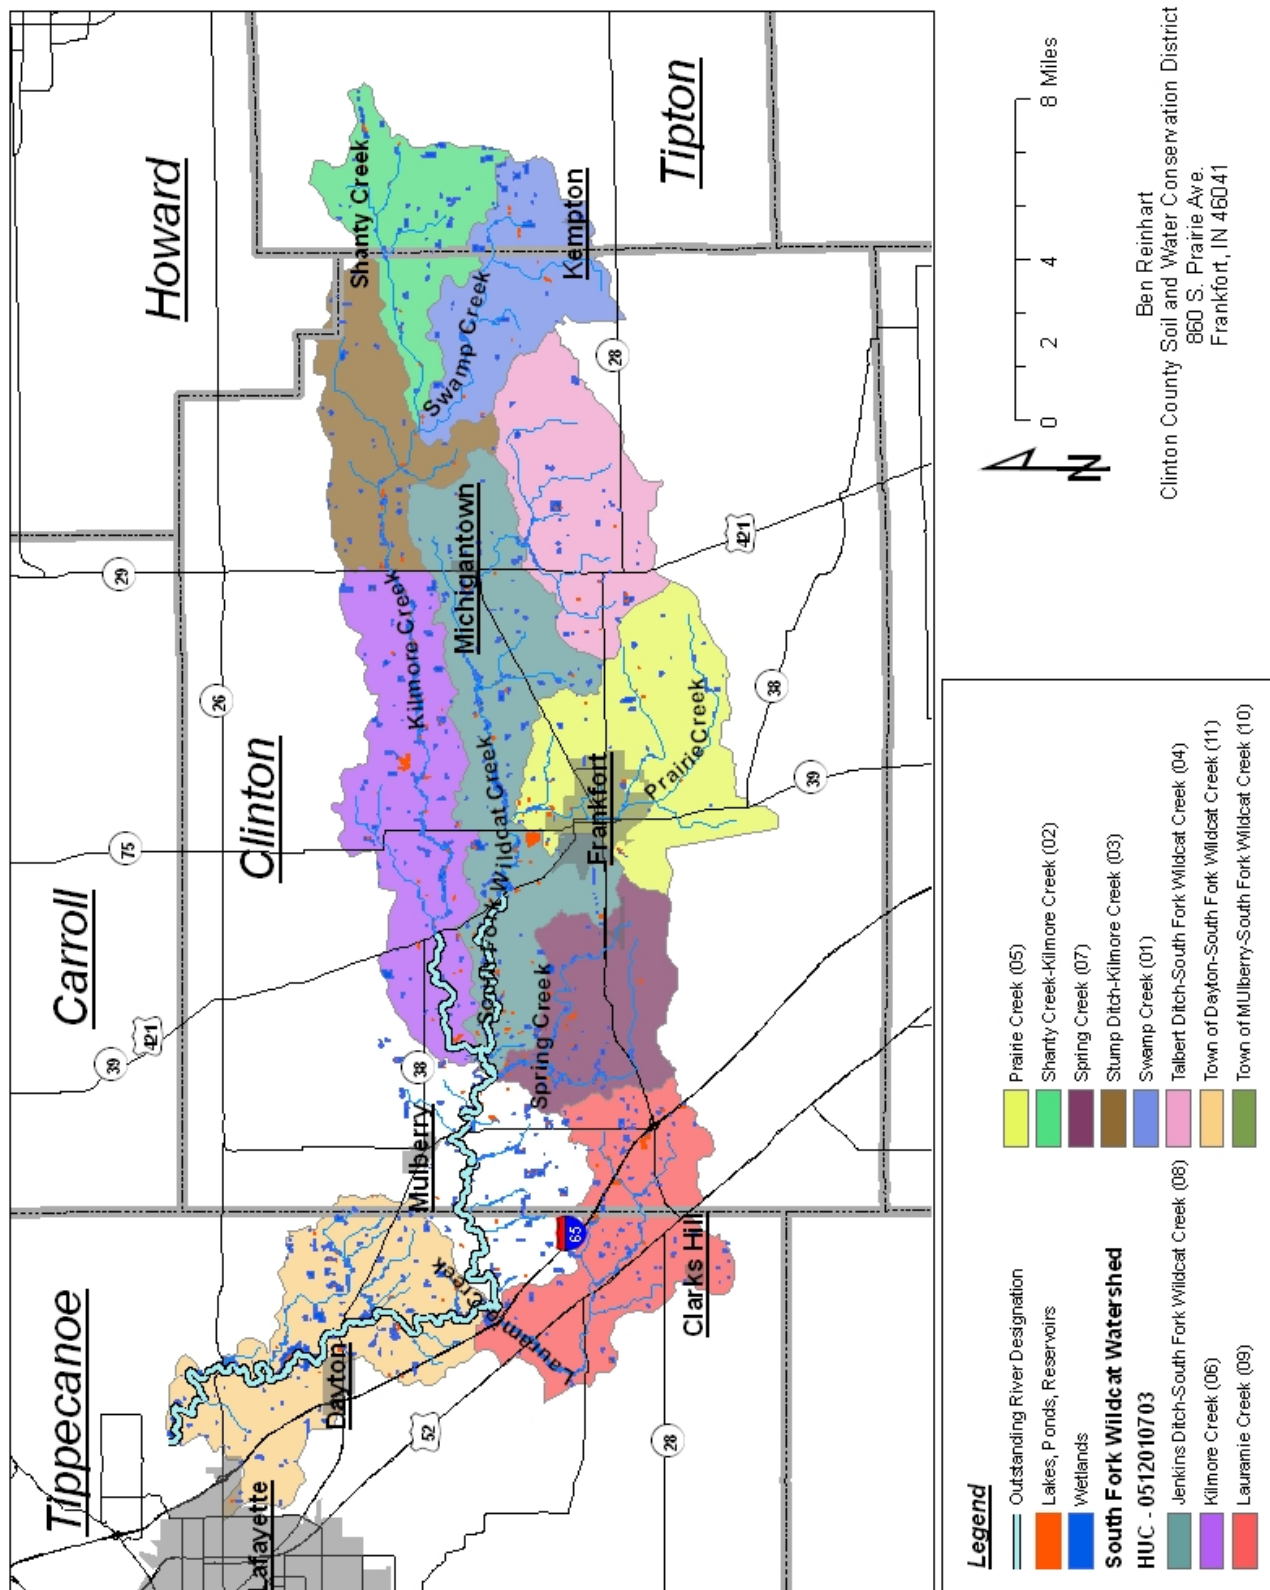 Tippecanoe
Carroll
Howard
Clinton
Tipton
39
421
75
26
29
Lafayette
52
Dayton
Lauramie Creek
Mulberry
38
65
Clarks Hill
28
Spring Creek
South Fork Wildcat Creek
Kilmore Creek
Michigantown
Frankfort
Prairie Creek
39
38
421
28
Swamp Creek
Shanty Creek
Kempton
Legend
Outstanding River Designation
Lakes, Ponds, Reservoirs
Wetlands
South Fork Wildcat Watershed
HUC - 0512010703
Jenkins Ditch-South Fork Wildcat Creek (08)
Kilmore Creek (06)
Lauramie Creek (09)
Prairie Creek (05)
Shanty Creek-Kilmore Creek (02)
Spring Creek (07)
Stump Ditch-Kilmore Creek (03)
Swamp Creek (01)
Talbert Ditch-South Fork Wildcat Creek (04)
Town of Dayton-South Fork Wildcat Creek (11)
Town of MUlberry-South Fork Wildcat Creek (10)
N
0 2 4 8 Miles
Ben Reinhart
Clinton County Soil and Water Conservation District
860 S. Prairie Ave.
Frankfort, IN 46041